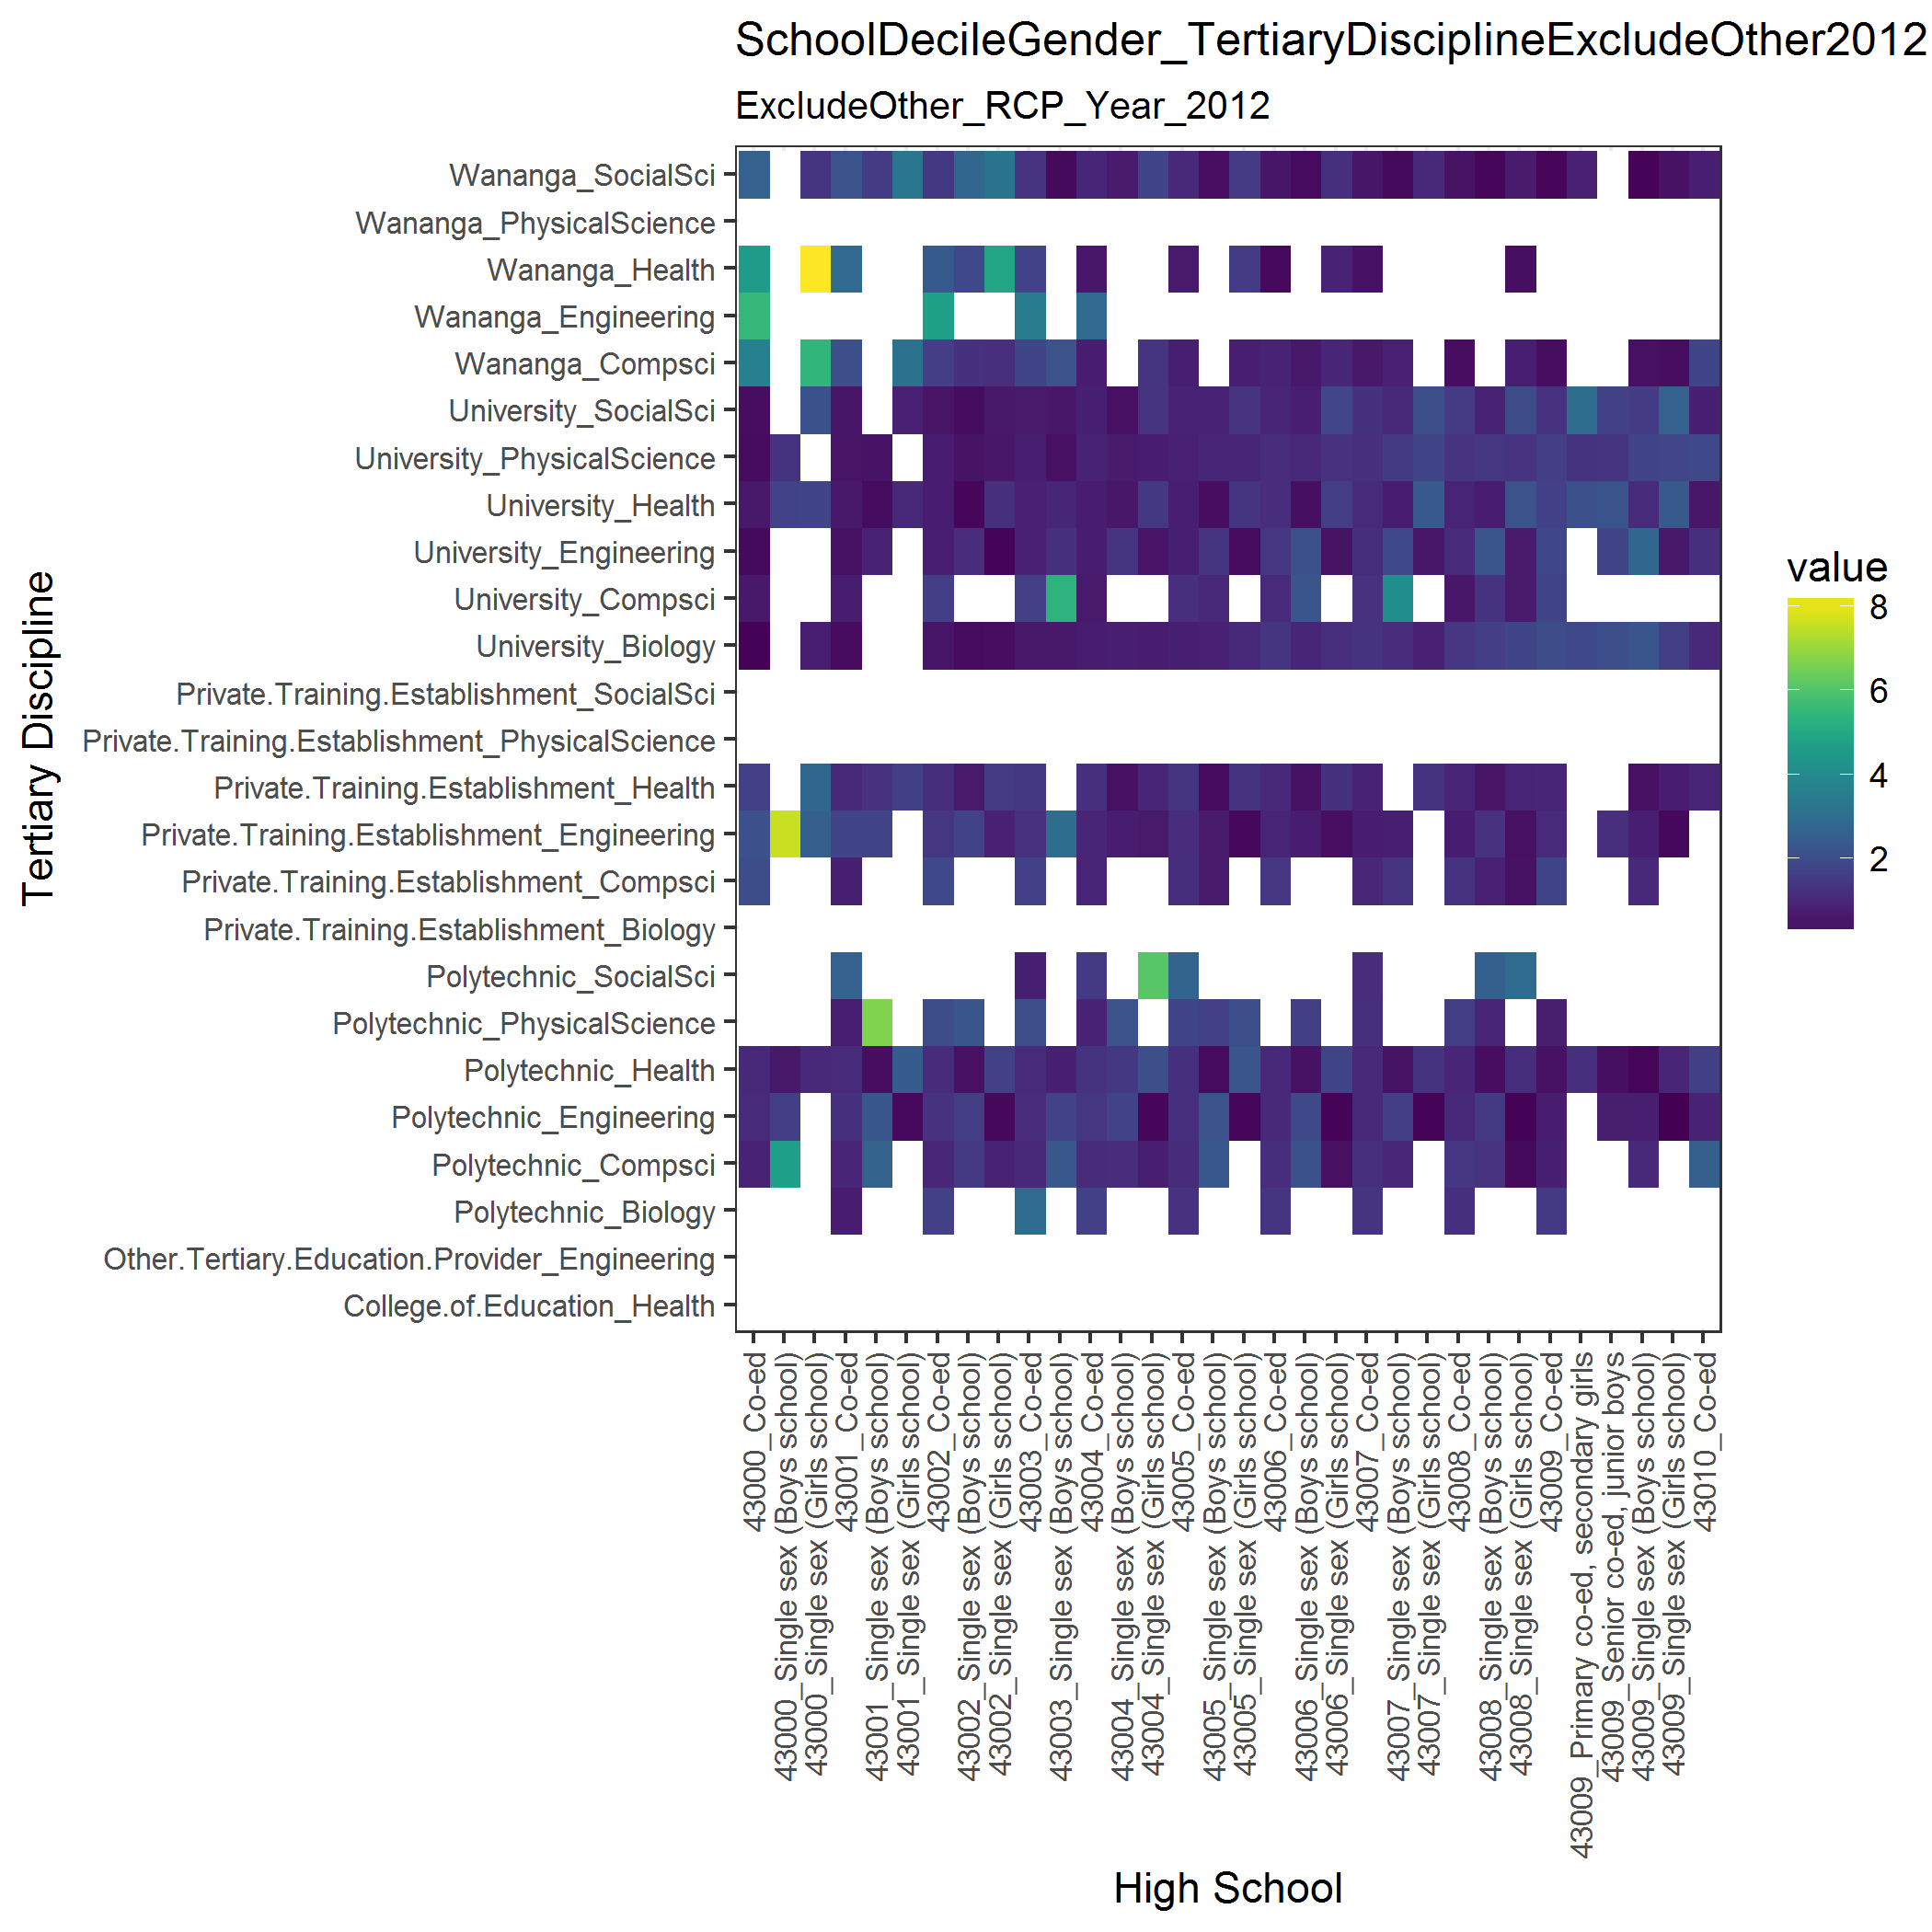 SchoolDecileGender_TertiaryDisciplineExcludeOther2012
ExcludeOther_RCP_Year_2012
Tertiary Discipline
Wananga_SocialSci
Wananga_PhysicalScience
Wananga_Health
Wananga_Engineering
Wananga_Compsci
University_SocialSci
University_PhysicalScience
University_Health
University_Engineering
University_Compsci
University_Biology
Private.Training.Establishment_SocialSci
Private.Training.Establishment_PhysicalScience
Private.Training.Establishment_Health
Private.Training.Establishment_Engineering
Private.Training.Establishment_Compsci
Private.Training.Establishment_Biology
Polytechnic_SocialSci
Polytechnic_PhysicalScience
Polytechnic_Health
Polytechnic_Engineering
Polytechnic_Compsci
Polytechnic_Biology
Other.Tertiary.Education.Provider_Engineering
College.of.Education_Health
43000_Co-ed
43000_Single sex (Boys school)
43000_Single sex (Girls school)
43001_Co-ed
43001_Single sex (Boys school)
43001_Single sex (Girls school)
43002_Co-ed
43002_Single sex (Boys school)
43002_Single sex (Girls school)
43003_Co-ed
43003_Single sex (Boys school)
43004_Co-ed
43004_Single sex (Boys school)
43004_Single sex (Girls school)
43005_Co-ed
43005_Single sex (Boys school)
43005_Single sex (Girls school)
43006_Co-ed
43006_Single sex (Boys school)
43006_Single sex (Girls school)
43007_Co-ed
43007_Single sex (Boys school)
43007_Single sex (Girls school)
43008_Co-ed
43008_Single sex (Boys school)
43008_Single sex (Girls school)
43009_Co-ed
43009_Primary co-ed, secondary girls
43009_Senior co-ed, junior boys
43009_Single sex (Boys school)
43009_Single sex (Girls school)
43010_Co-ed
High School
value
8
6
4
2